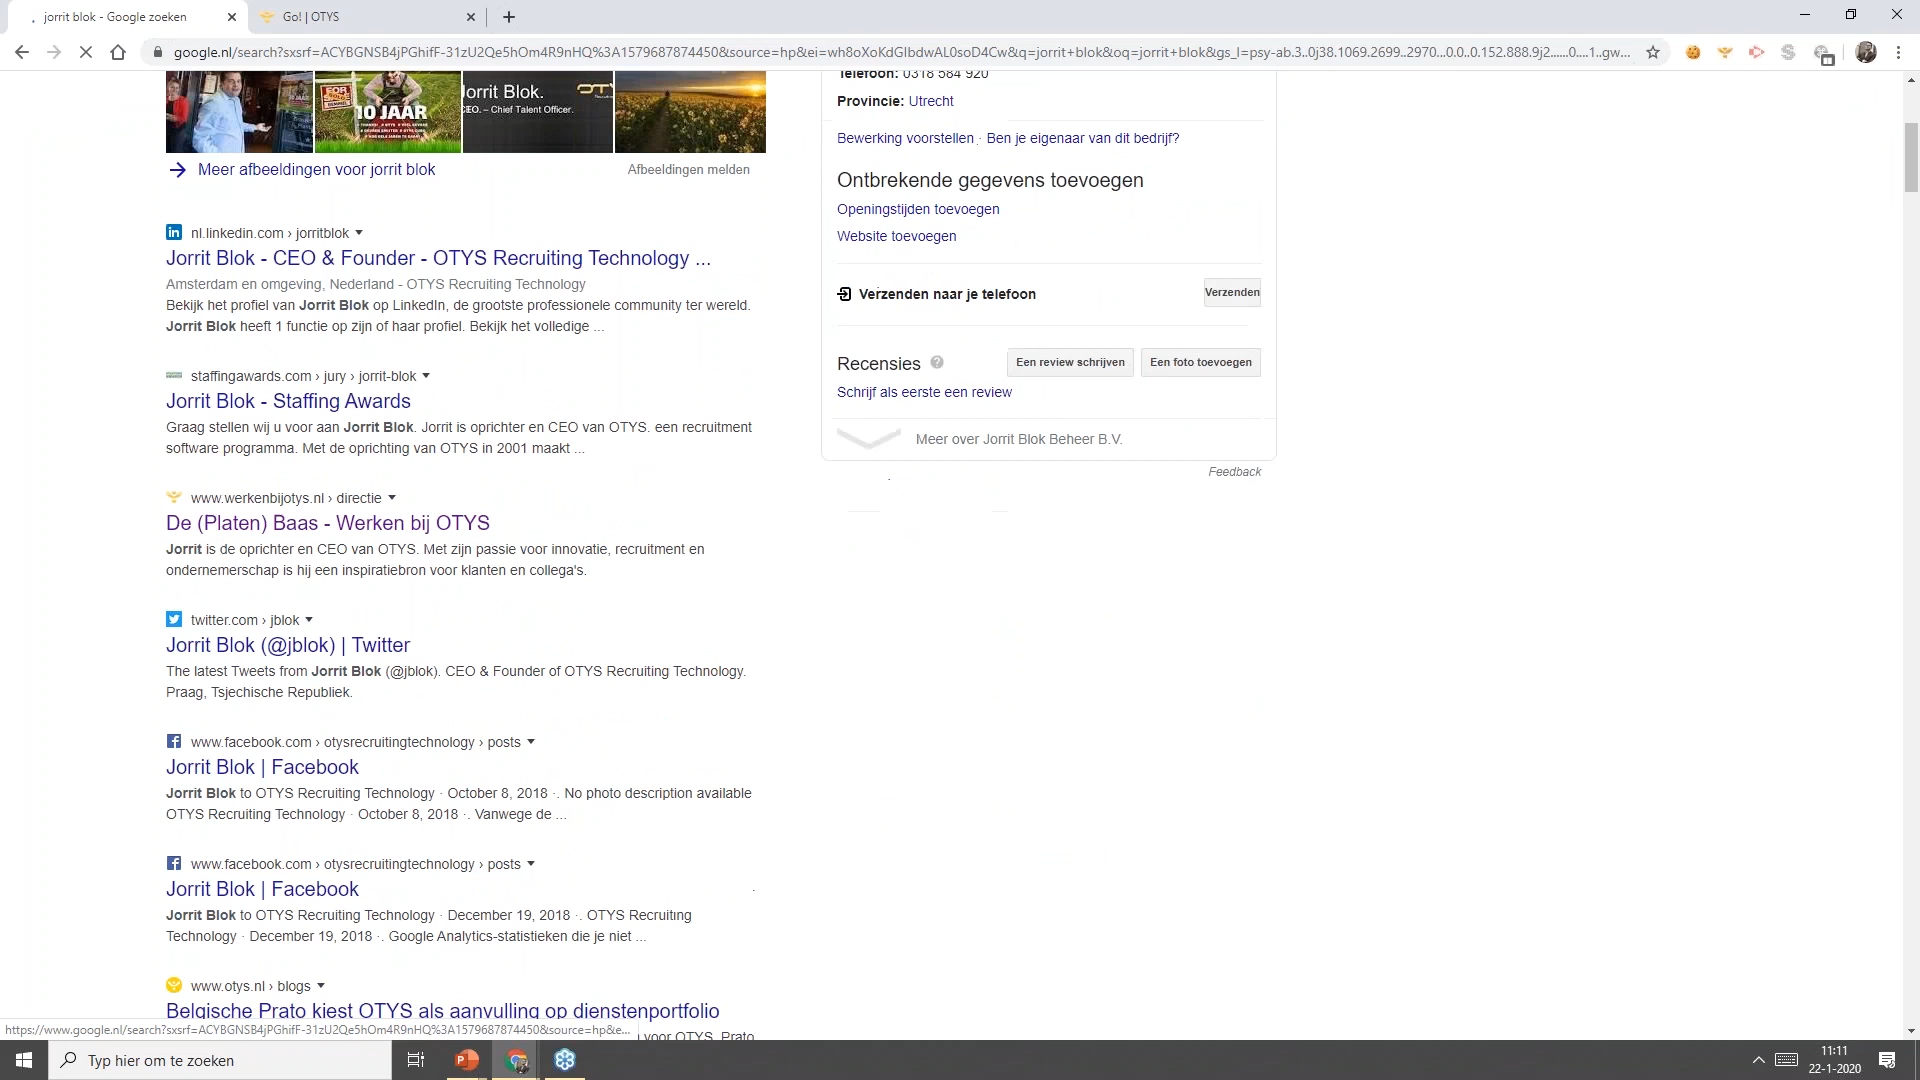 jorrit blok - Google zoeken
Go! | OTYS
google.nl/search?sxsrf=ACYBGNSB4jPGhifF-31zU2Qe5hOm4R9nHQ%3A1579687874450&source=hp&ei=wh8oXoKdGIbdwAL0soD4Cw&q=jorrit+blok&oq=jorrit+blok&gs_l=psy-ab.3..0j38.1069.2699..2970...0.0..0.152.888.9j2......0....1..gw...
FOR
10 JAAR
Jorrit Blok.
CEO. – Chief Talent Officer.
Meer afbeeldingen voor jorrit blok
Afbeeldingen melden
nl.linkedin.com › jorritblok
Jorrit Blok - CEO & Founder - OTYS Recruiting Technology ...
Amsterdam en omgeving, Nederland - OTYS Recruiting Technology
Bekijk het profiel van Jorrit Blok op LinkedIn, de grootste professionele community ter wereld.
Jorrit Blok heeft 1 functie op zijn of haar profiel. Bekijk het volledige ...
staffingawards.com › jury › jorrit-blok
Jorrit Blok - Staffing Awards
Graag stellen wij u voor aan Jorrit Blok. Jorrit is oprichter en CEO van OTYS. een recruitment
software programma. Met de oprichting van OTYS in 2001 maakt ...
www.werkenbijotys.nl › directie
De (Platen) Baas - Werken bij OTYS
Jorrit is de oprichter en CEO van OTYS. Met zijn passie voor innovatie, recruitment en
ondernemerschap is hij een inspiratiebron voor klanten en collega's.
twitter.com › jblok
Jorrit Blok (@jblok) | Twitter
The latest Tweets from Jorrit Blok (@jblok). CEO & Founder of OTYS Recruiting Technology.
Praag, Tsjechische Republiek.
www.facebook.com › otysrecruitingtechnology › posts
Jorrit Blok | Facebook
Jorrit Blok to OTYS Recruiting Technology · October 8, 2018 ·. No photo description available
OTYS Recruiting Technology · October 8, 2018 ·. Vanwege de ...
www.facebook.com › otysrecruitingtechnology › posts
Jorrit Blok | Facebook
Jorrit Blok to OTYS Recruiting Technology · December 19, 2018 ·. OTYS Recruiting
Technology · December 19, 2018 ·. Google Analytics-statistieken die je niet ...
www.otys.nl › blogs
Belgische Prato kiest OTYS als aanvulling op dienstenportfolio
voor OTYS. Prato
Telefoon: 0318 584 920
Provincie: Utrecht
Bewerking voorstellen · Ben je eigenaar van dit bedrijf?
Ontbrekende gegevens toevoegen
Openingstijden toevoegen
Website toevoegen
Verzenden naar je telefoon
Verzenden
Recensies
Een review schrijven
Een foto toevoegen
Schrijf als eerste een review
Meer over Jorrit Blok Beheer B.V.
Feedback
https://www.google.nl/search?sxsrf=ACYBGNSB4jPGhifF-31zU2Qe5hOm4R9nHQ%3A1579687874450&source=hp&e...
Typ hier om te zoeken
11:11
22-1-2020